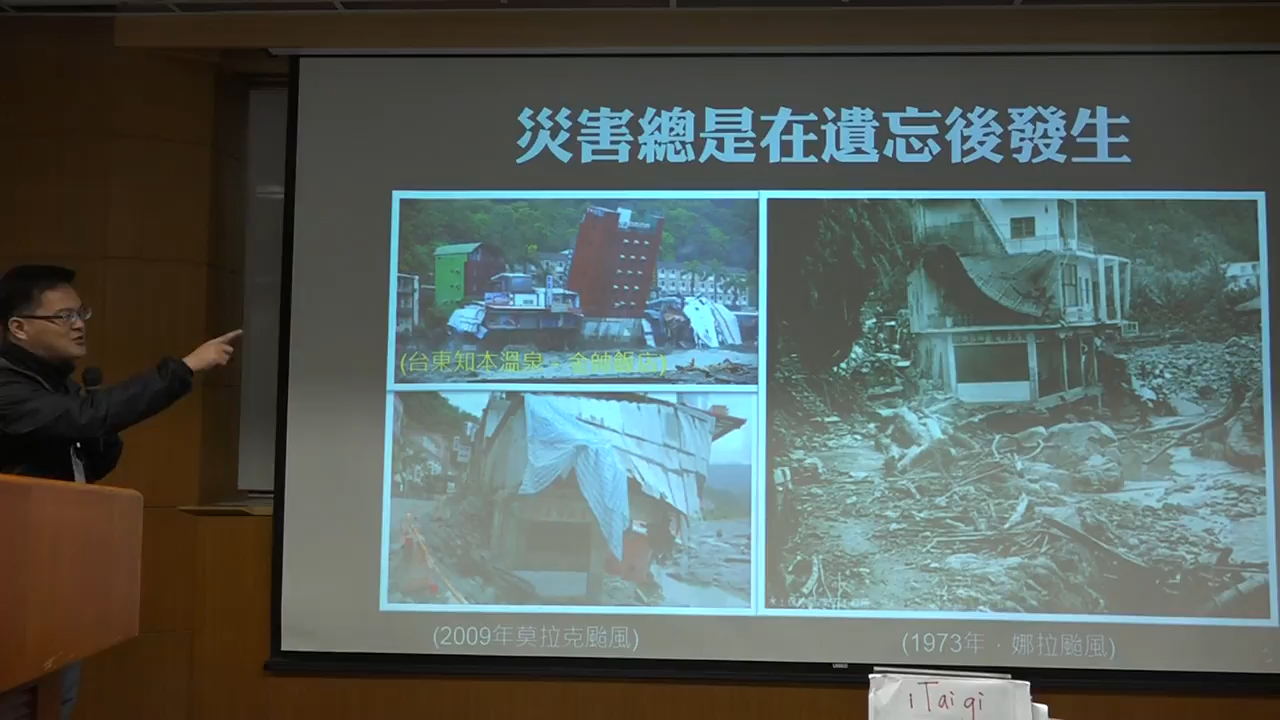 災害總是在遺忘後發生
(台東知本溫泉－金帥飯店)
(2009年莫拉克颱風)
(1973年．娜拉颱風)
iTaigi